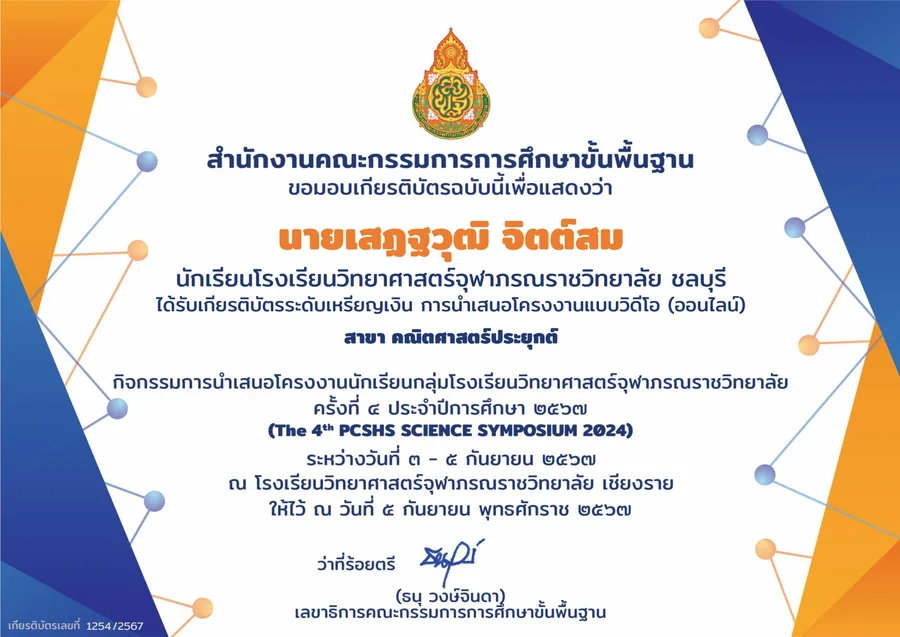 สำนักงานคณะกรรมการการศึกษาขั้นพื้นฐาน
ขอมอบเกียรติบัตรฉบับนี้เพื่อแสดงว่า
นายเสฎฐวุฒิ จิตต์สม
นักเรียนโรงเรียนวิทยาศาสตร์จุฬาภรณราชวิทยาลัย ชลบุรี
ได้รับเกียรติบัตรระดับเหรียญเงิน การนำเสนอโครงงานแบบวิดีโอ (ออนไลน์)
สาขา คณิตศาสตร์ประยุกต์
กิจกรรมการนำเสนอโครงงานนักเรียนกลุ่มโรงเรียนวิทยาศาสตร์จุฬาภรณราชวิทยาลัย
ครั้งที่ ๔ ประจำปีการศึกษา ๒๕๖๗
(The 4th PCSHS SCIENCE SYMPOSIUM 2024)
ระหว่างวันที่ ๓ - ๕ กันยายน ๒๕๖๗
ณ โรงเรียนวิทยาศาสตร์จุฬาภรณราชวิทยาลัย เชียงราย
ให้ไว้ ณ วันที่ ๕ กันยายน พุทธศักราช ๒๕๖๗
ว่าที่ร้อยตรี
(ธนุ วงษ์จินดา)
เลขาธิการคณะกรรมการการศึกษาขั้นพื้นฐาน
เกียรติบัตรเลขที่ 1254/2567